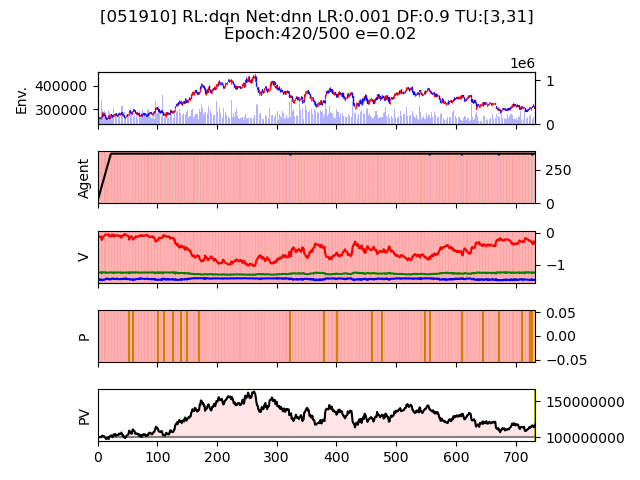 [051910] RL:dqn Net:dnn LR:0.001 DF:0.9 TU:[3,31]
Epoch:420/500 e=0.02
1e6
Env.
400000
300000
1
0
Agent
250
0
V
0
−1
P
0.05
0.00
−0.05
PV
150000000
100000000
0 100 200 300 400 500 600 700